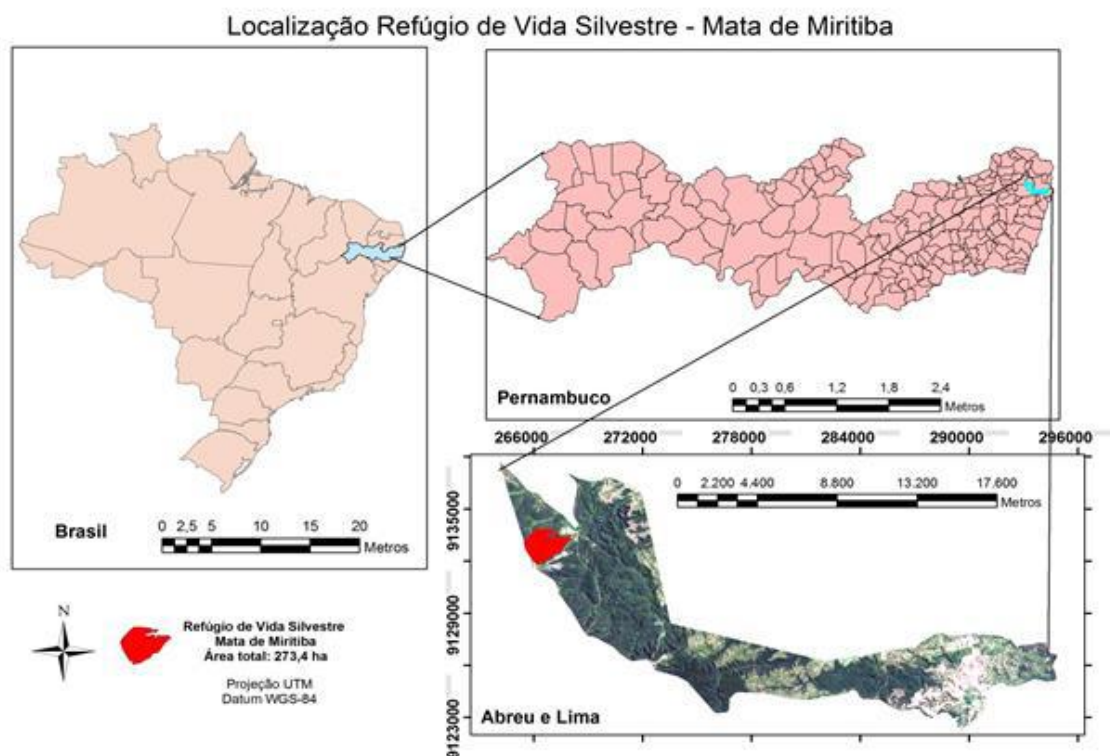 Localização Refúgio de Vida Silvestre - Mata de Miritiba
Brasil
0 2,5 5 10 15 20
Metros
Pernambuco
0 0,3 0,6 1,2 1,8 2,4
Metros
266000 272000 278000 284000 290000 296000
0 2.200 4.400 8.800 13.200 17.600
Metros
9135000
9129000
9123000
Abreu e Lima
N
Refúgio de Vida Silvestre
Mata de Miritiba
Área total: 273,4 ha
Projeção UTM
Datum WGS-84